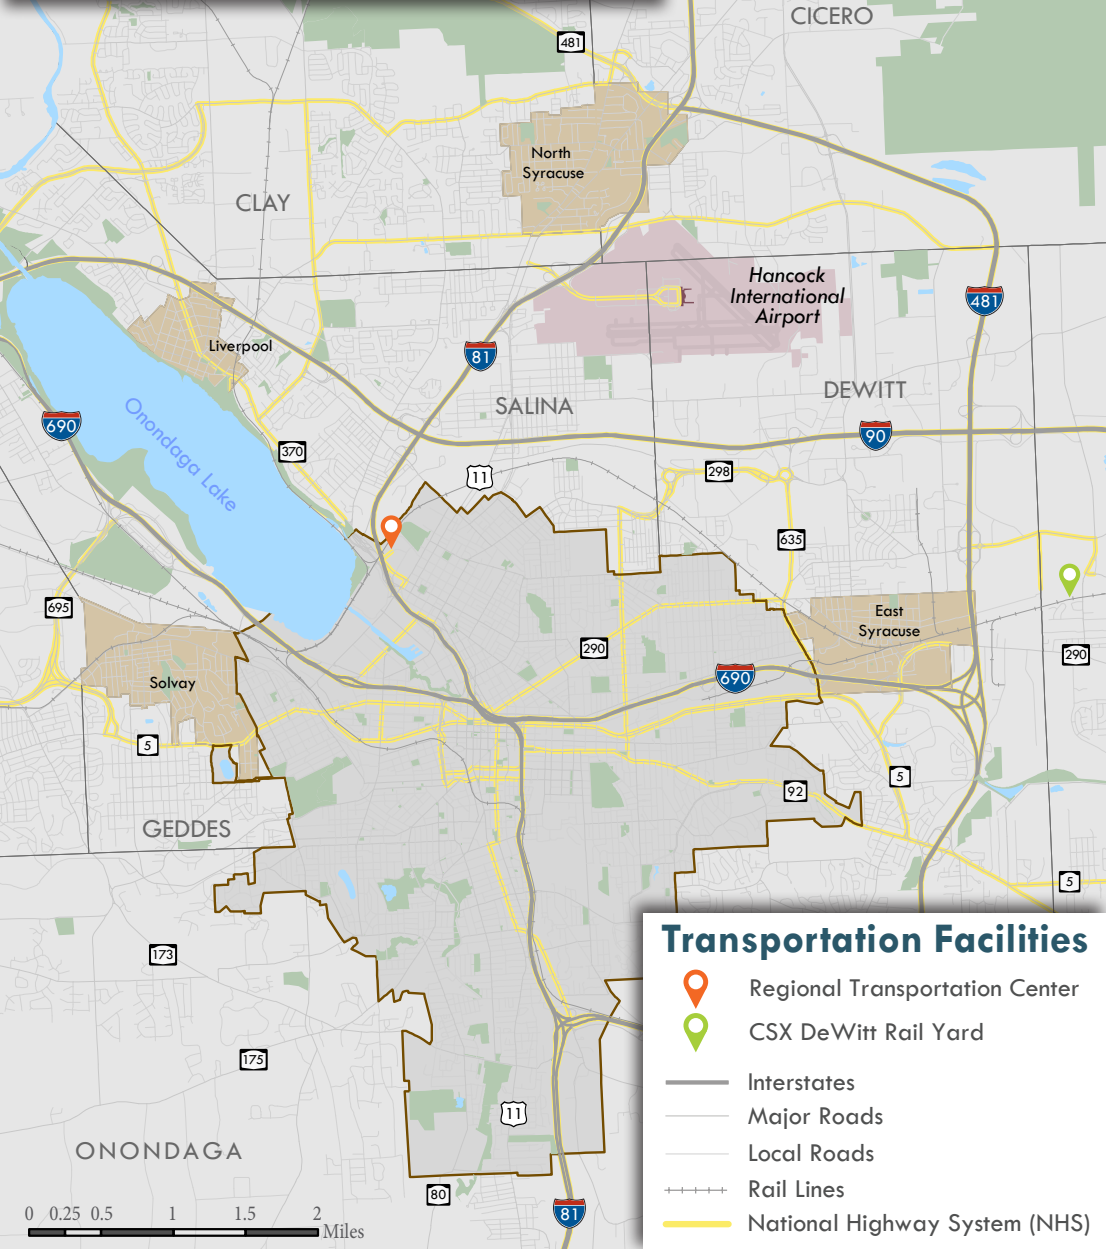 CICERO
481
North
Syracuse
CLAY
Hancock
International
Airport
481
Liverpool
81
DEWITT
SALINA
690
Onondaga Lake
90
370
11
298
635
695
East
Syracuse
290
290
690
Solvay
5
5
92
GEDDES
5
173
175
11
ONONDAGA
80
81
0 0.25 0.5 1 1.5 2
Miles
Transportation Facilities
Regional Transportation Center
CSX DeWitt Rail Yard
Interstates
Major Roads
Local Roads
Rail Lines
National Highway System (NHS)